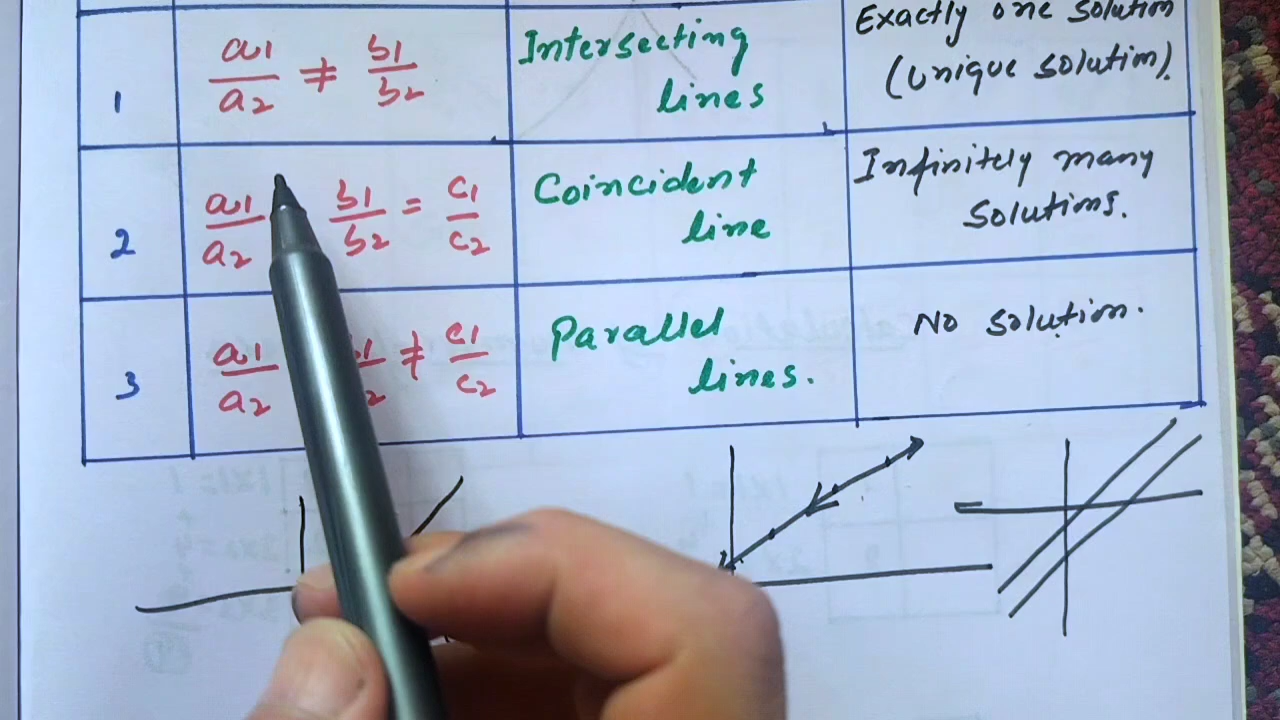 1
a1/a2 ≠ b1/b2
Intersecting
lines
Exactly one solution
(unique solution).
2
a1/a2 b1/b2 = c1/c2
Coincident
line
Infinitely many
solutions.
3
a1/a2 ≠ c1/c2
Parallel
lines.
No solution.